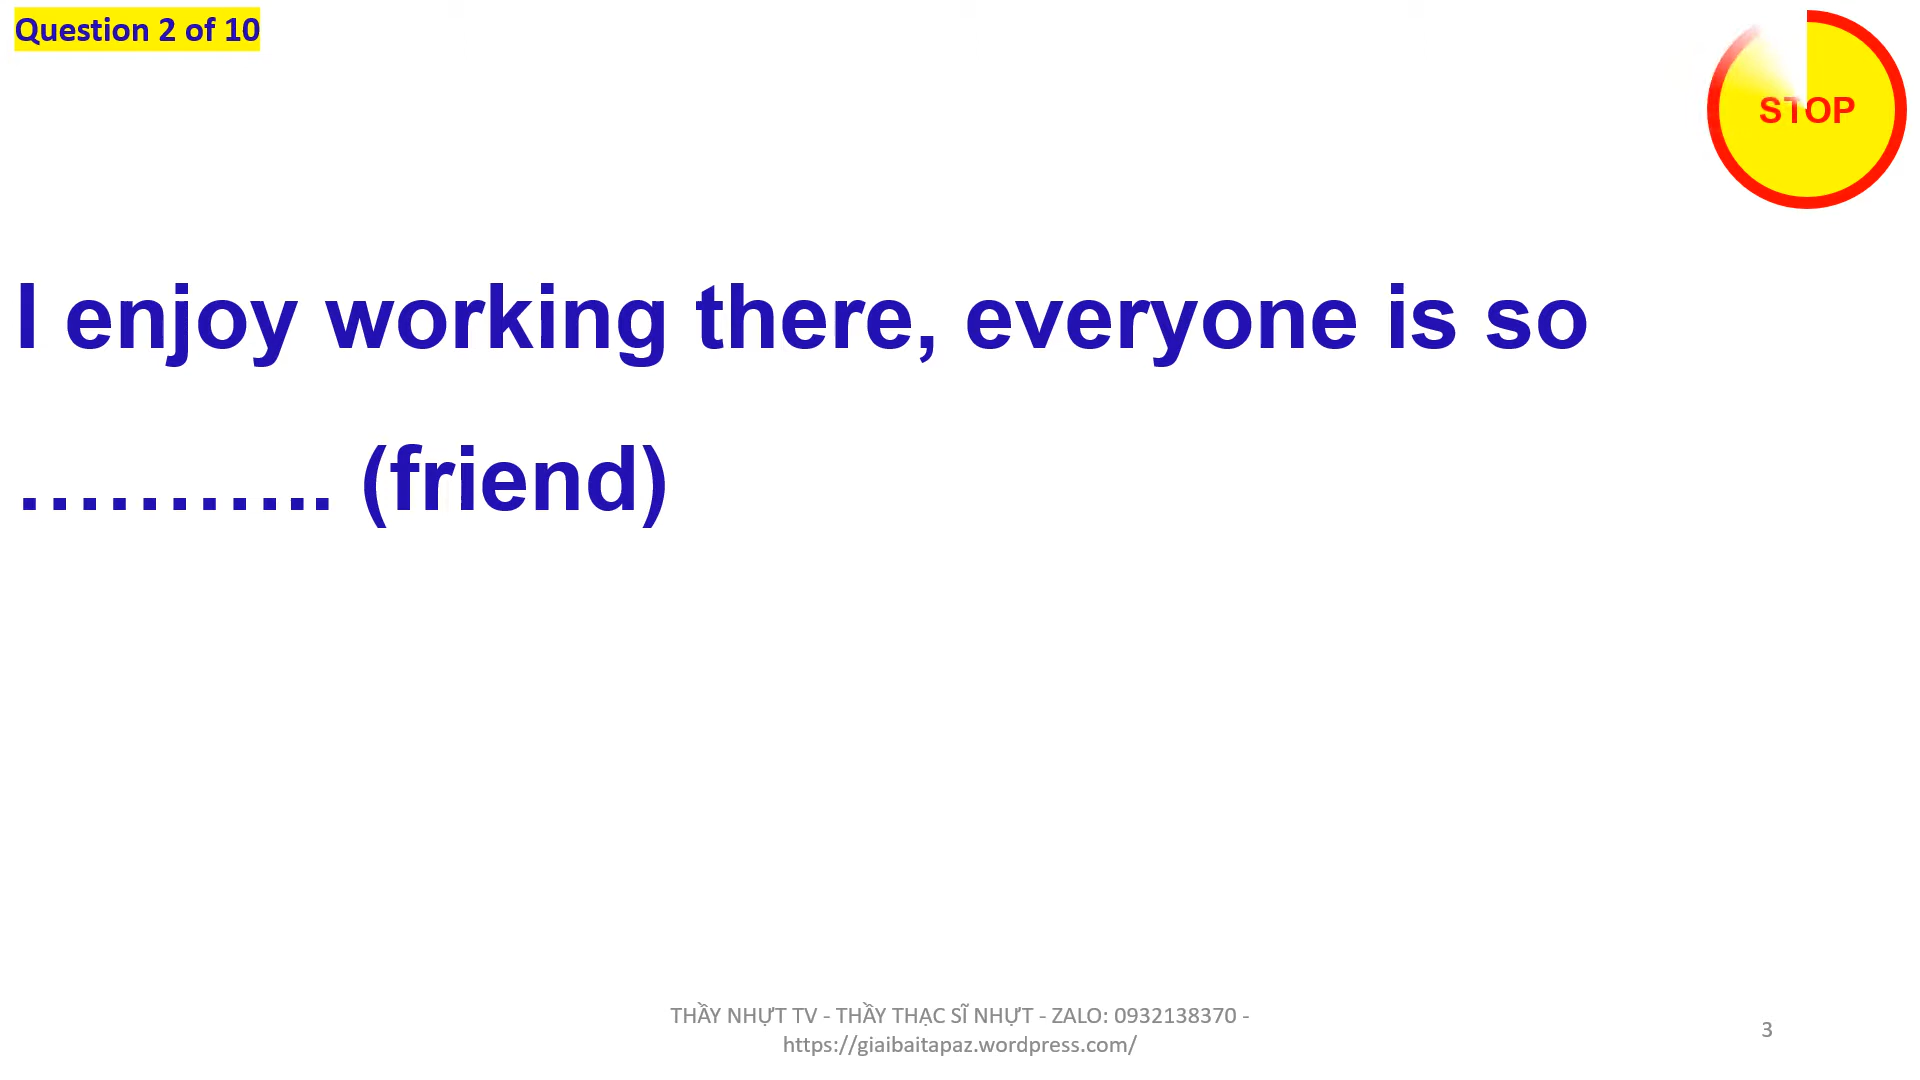 Question 2 of 10
STOP
I enjoy working there, everyone is so
……….. (friend)
THẦY NHỰT TV - THẦY THẠC SĨ NHỰT - ZALO: 0932138370 -
https://giaibaitapaz.wordpress.com/
3